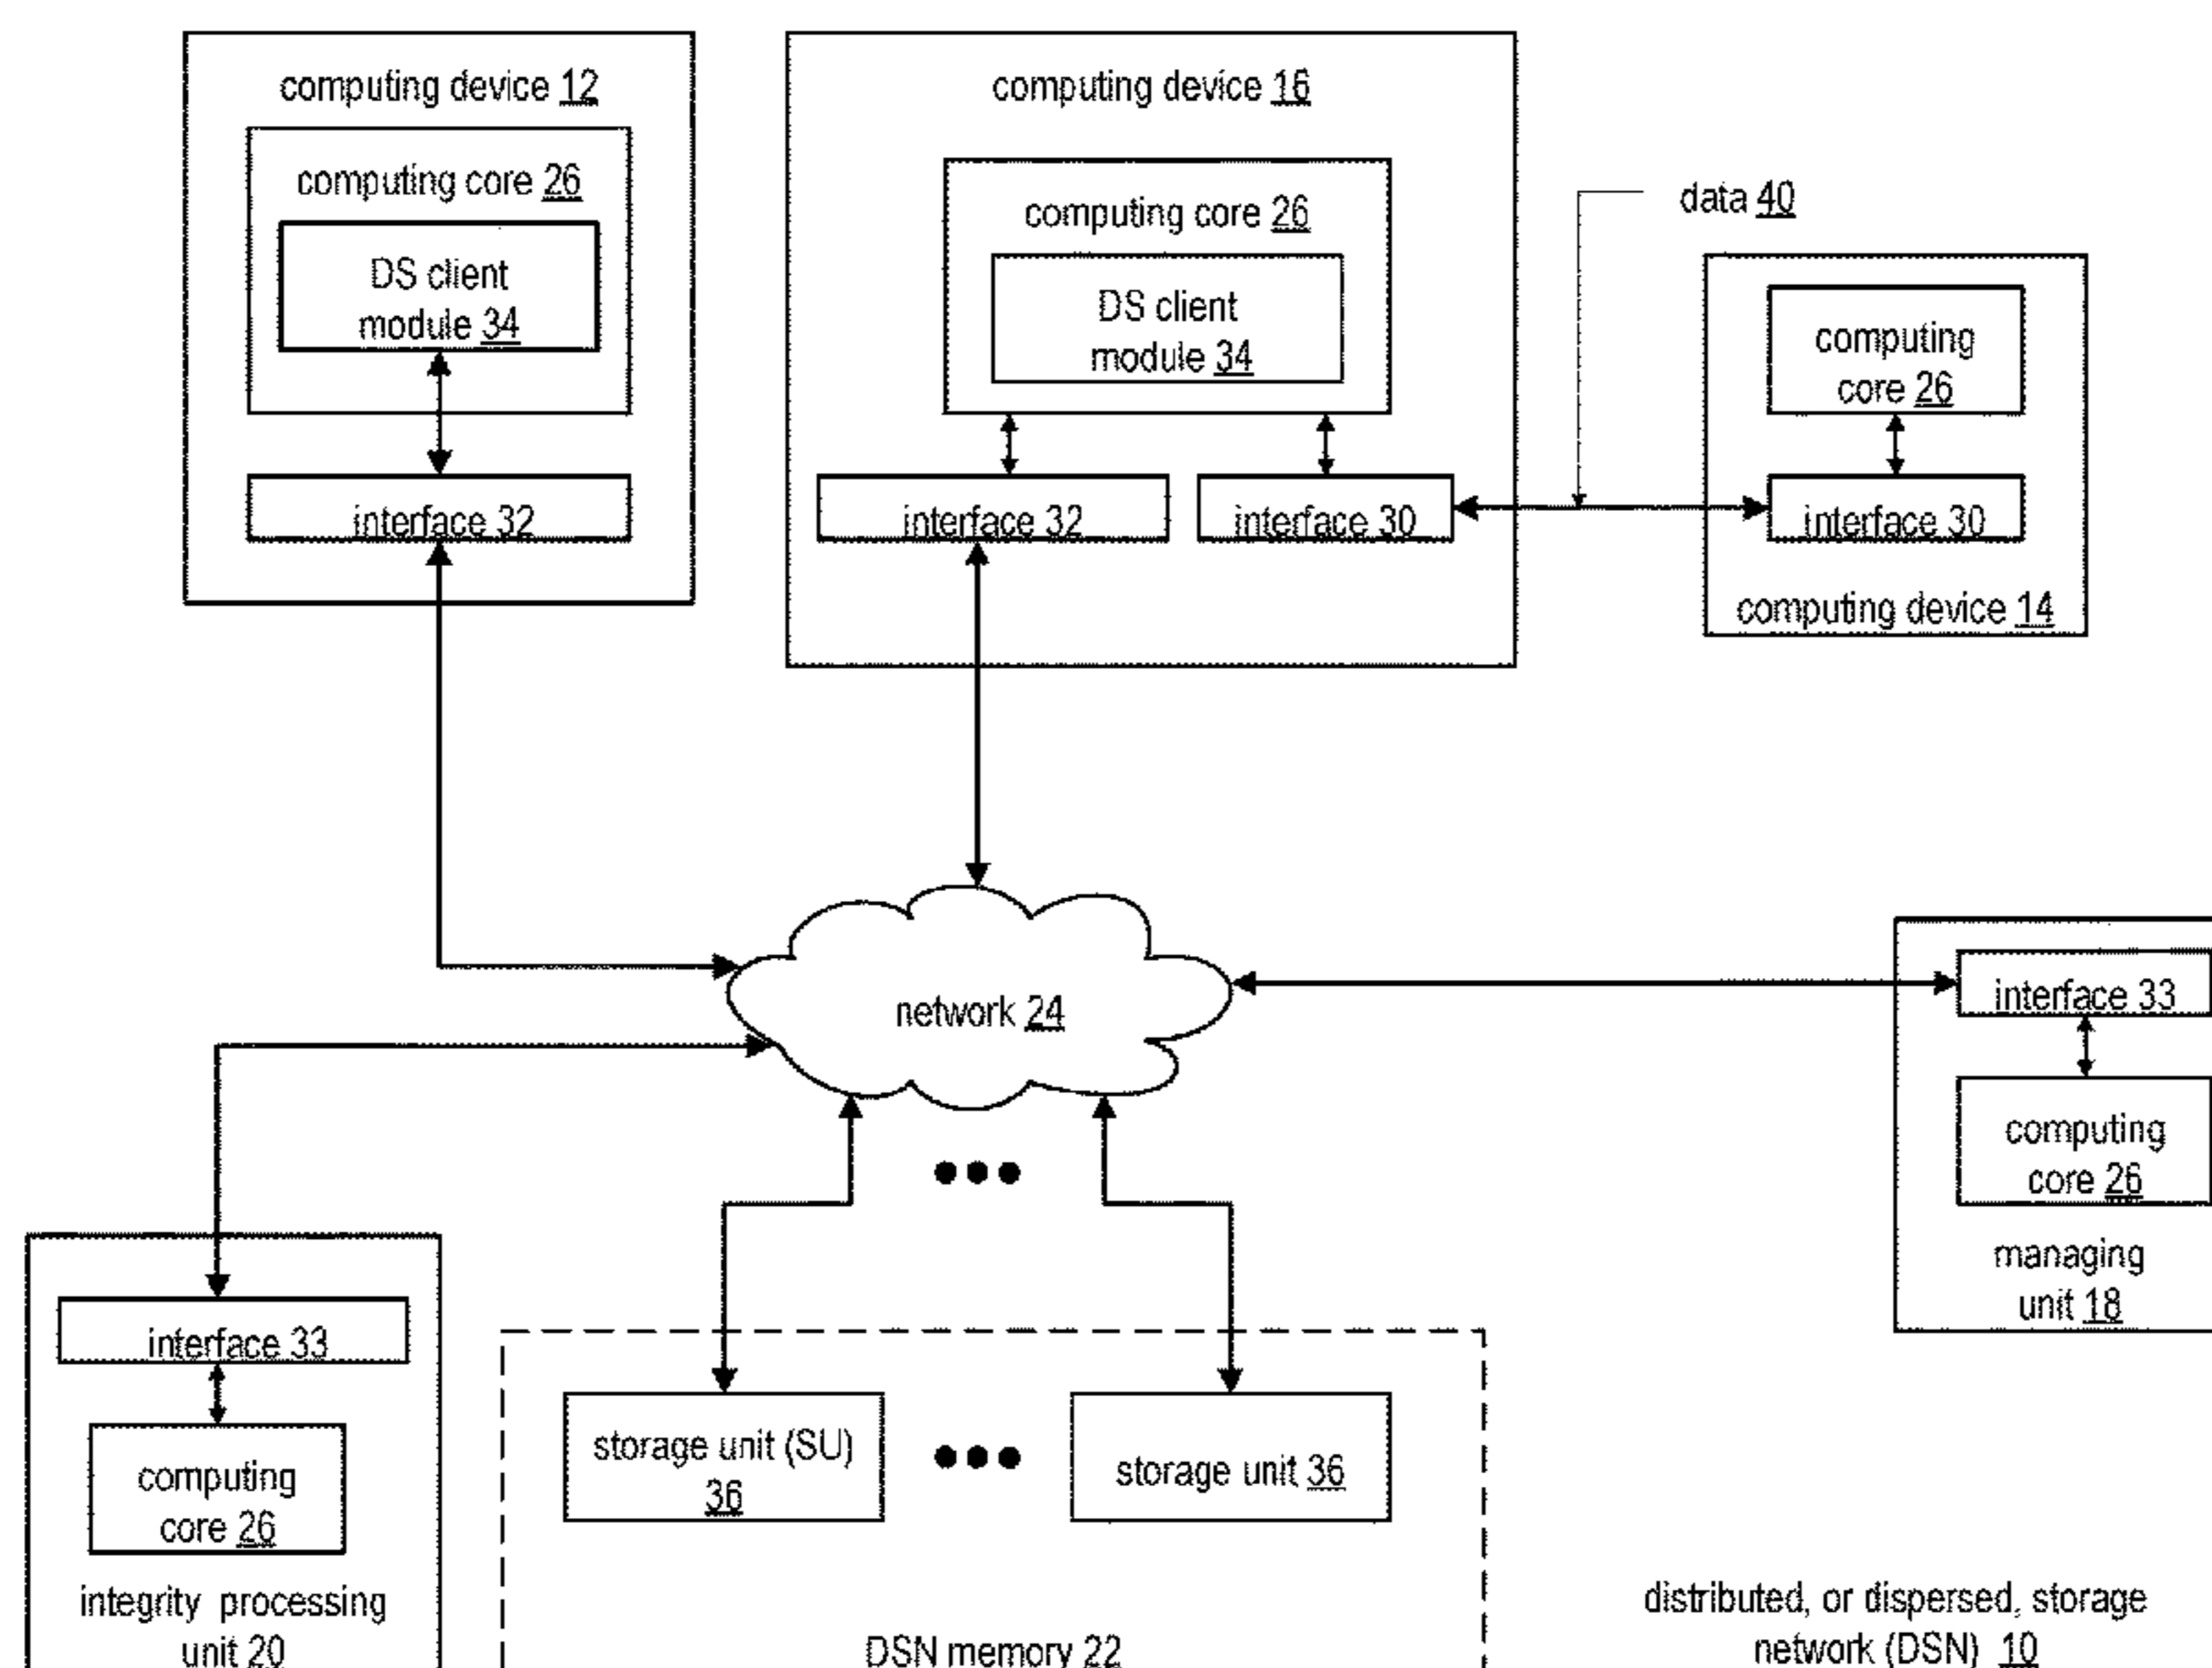 computing device 12
computing core 26
DS client
module 34
interface 32
computing device 16
computing core 26
DS client
module 34
interface 32
interface 30
data 40
computing
core 26
interface 30
computing device 14
network 24
interface 33
computing
core 26
managing
unit 18
interface 33
computing
core 26
integrity processing
unit 20
storage unit (SU)
36
storage unit 36
DSN memory 22
distributed, or dispersed, storage
network (DSN) 10